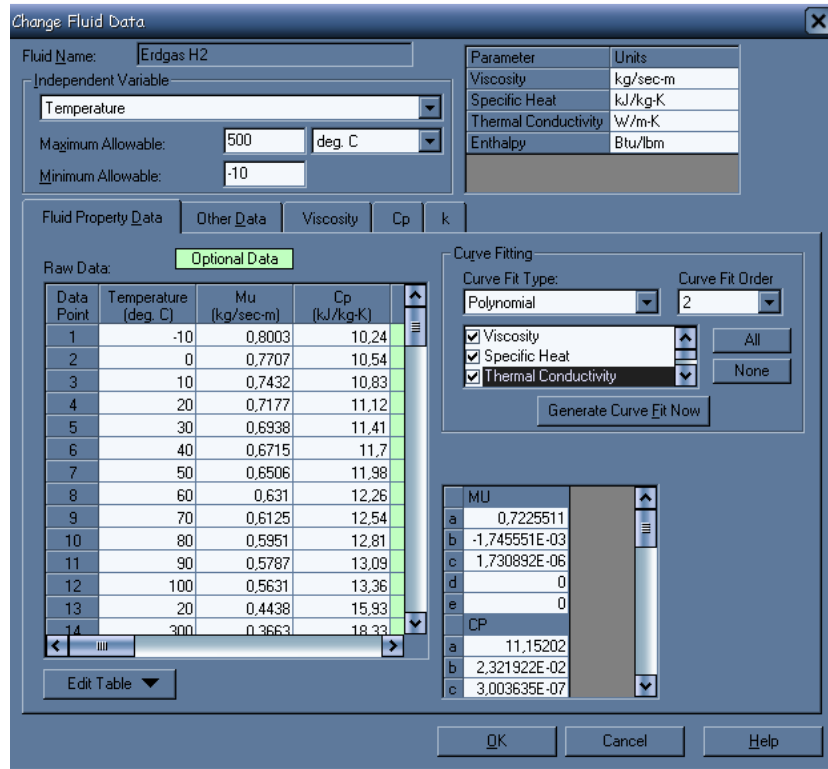 Change Fluid Data
Fluid Name: Erdgas H2
Independent Variable
Temperature
Maximum Allowable: 500 deg. C
Minimum Allowable: -10
Parameter Units
Viscosity kg/sec-m
Specific Heat kJ/kg-K
Thermal Conductivity W/m-K
Enthalpy Btu/lbm
Fluid Property Data Other Data Viscosity Cp k
Raw Data: Optional Data
Data Point Temperature (deg. C) Mu (kg/sec-m) Cp (kJ/kg-K)
1 -10 0,8003 10,24
2 0 0,7707 10,54
3 10 0,7432 10,83
4 20 0,7177 11,12
5 30 0,6938 11,41
6 40 0,6715 11,7
7 50 0,6506 11,98
8 60 0,631 12,26
9 70 0,6125 12,54
10 80 0,5951 12,81
11 90 0,5787 13,09
12 100 0,5631 13,36
13 20 0,4438 15,93
14 300 0,3663 18,33
Edit Table
Curve Fitting
Curve Fit Type: Curve Fit Order
Polynomial 2
Viscosity
Specific Heat
Thermal Conductivity
All
None
Generate Curve Fit Now
MU
a 0,7225511
b -1,745551E-03
c 1,730892E-06
d 0
e 0
CP
a 11,15202
b 2,321922E-02
c 3,003635E-07
OK Cancel Help